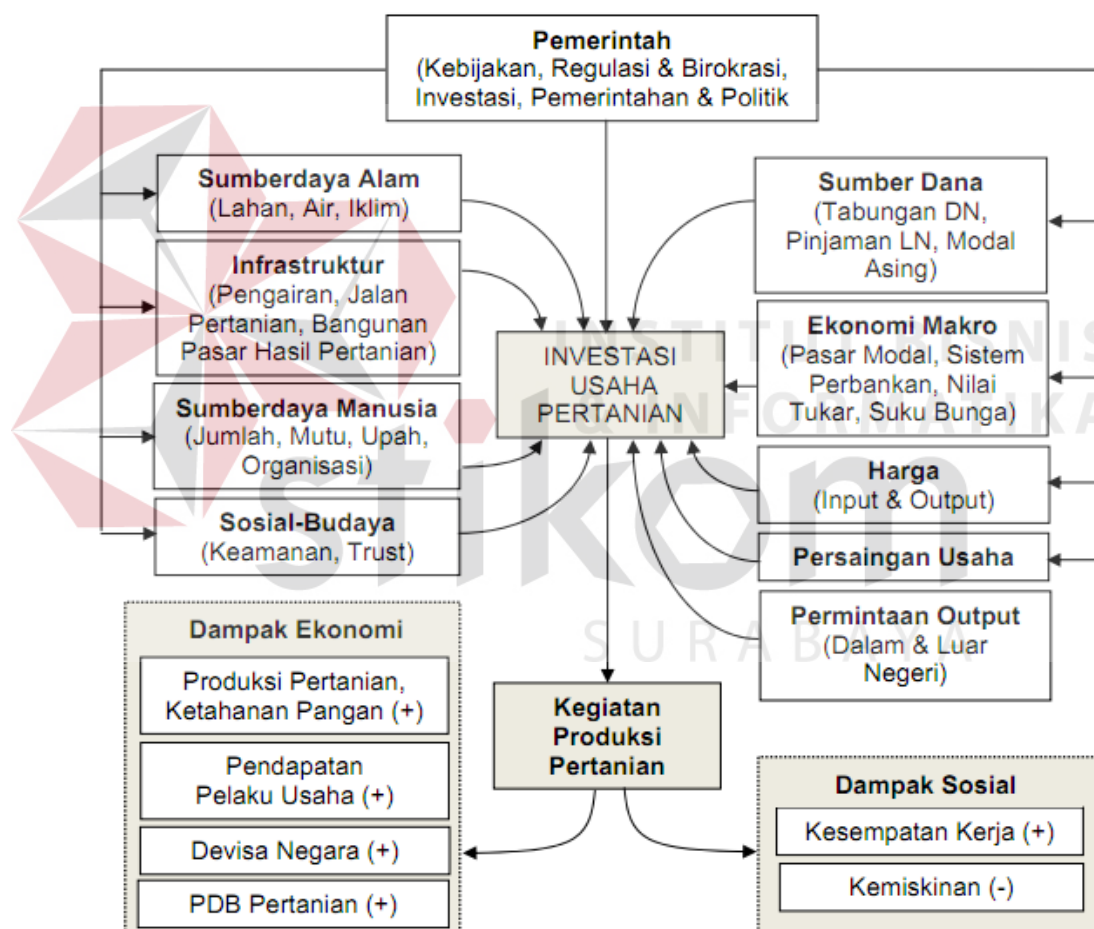 Pemerintah
(Kebijakan, Regulasi & Birokrasi,
Investasi, Pemerintahan & Politik
Sumberdaya Alam
(Lahan, Air, Iklim)
Infrastruktur
(Pengairan, Jalan
Pertanian, Bangunan
Pasar Hasil Pertanian)
Sumberdaya Manusia
(Jumlah, Mutu, Upah,
Organisasi)
Sosial-Budaya
(Keamanan, Trust)
INVESTASI
USAHA
PERTANIAN
Sumber Dana
(Tabungan DN,
Pinjaman LN, Modal
Asing)
Ekonomi Makro
(Pasar Modal, Sistem
Perbankan, Nilai
Tukar, Suku Bunga)
Harga
(Input & Output)
Persaingan Usaha
Permintaan Output
(Dalam & Luar
Negeri)
Kegiatan
Produksi
Pertanian
Dampak Ekonomi
Produksi Pertanian,
Ketahanan Pangan (+)
Pendapatan
Pelaku Usaha (+)
Devisa Negara (+)
PDB Pertanian (+)
Dampak Sosial
Kesempatan Kerja (+)
Kemiskinan (-)
INSTITUT BISNIS
& INFORMATIKA
stikom
SURABAYA